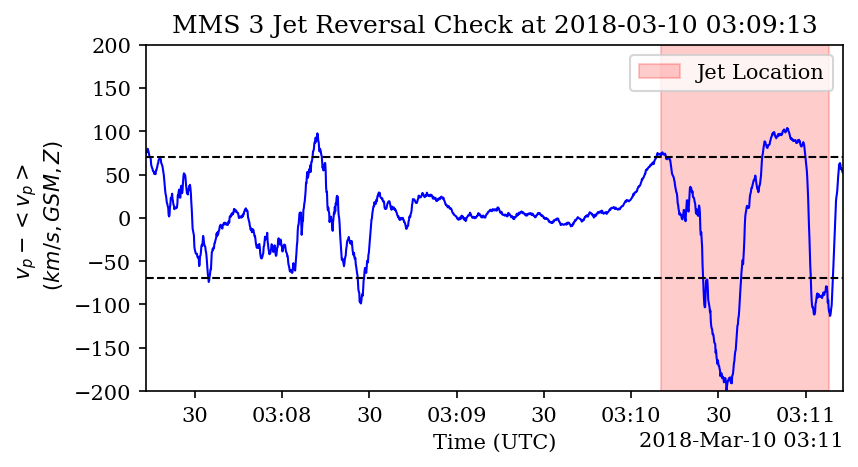 MMS 3 Jet Reversal Check at 2018-03-10 03:09:13
Jet Location
200
150
100
50
0
−50
−100
−150
−200
v_p − <v_p>
(km/s, GSM, Z)
30
03:08
30
03:09
30
03:10
30
03:11
Time (UTC)
2018-Mar-10 03:11